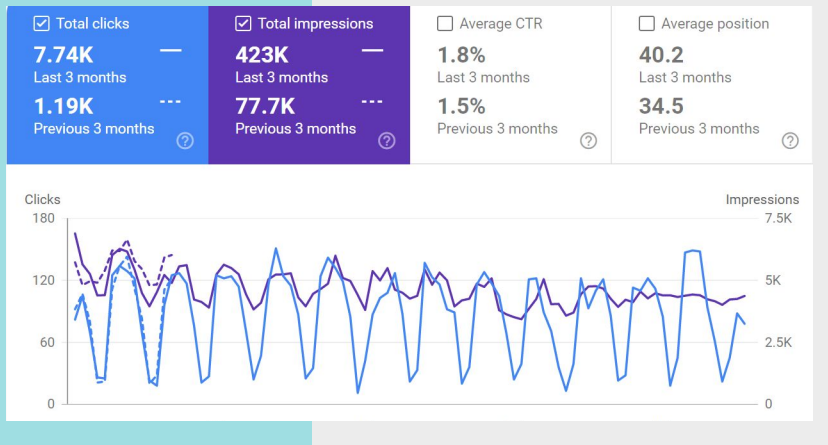 Total clicks
7.74K
Last 3 months
1.19K
Previous 3 months
Total impressions
423K
Last 3 months
77.7K
Previous 3 months
Average CTR
1.8%
Last 3 months
1.5%
Previous 3 months
Average position
40.2
Last 3 months
34.5
Previous 3 months
Clicks
Impressions
180
7.5K
120
5K
60
2.5K
0
0